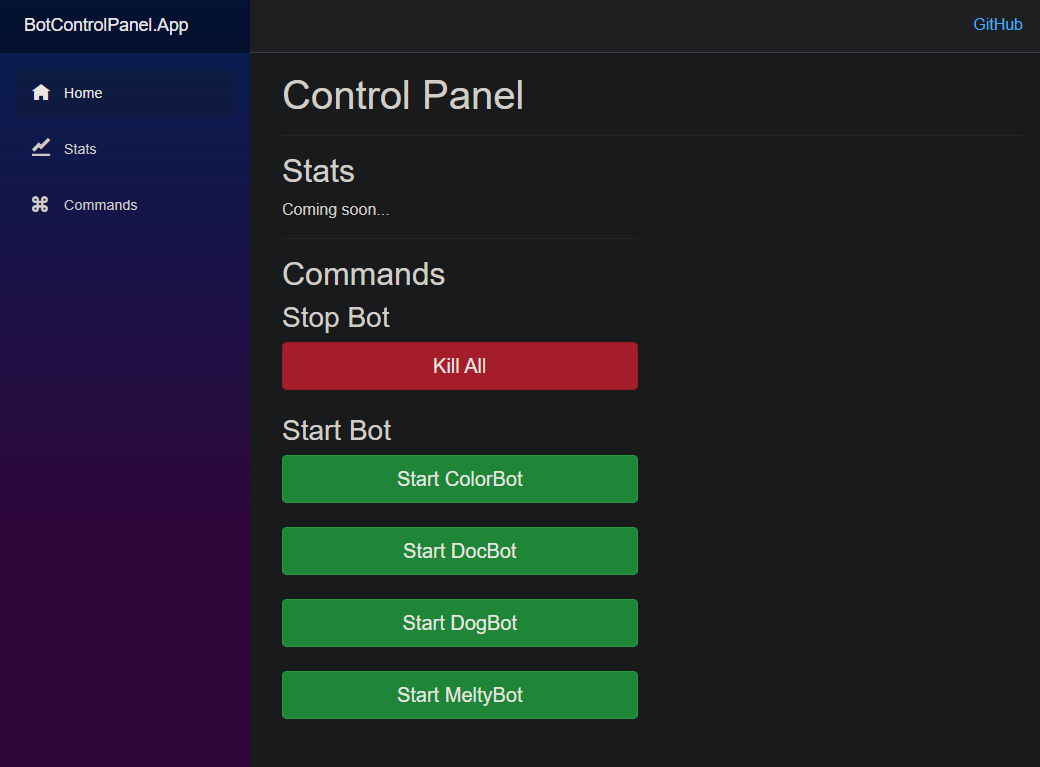 BotControlPanel.App
GitHub
Home
Stats
Commands
Control Panel
Stats
Coming soon...
Commands
Stop Bot
Kill All
Start Bot
Start ColorBot
Start DocBot
Start DogBot
Start MeltyBot